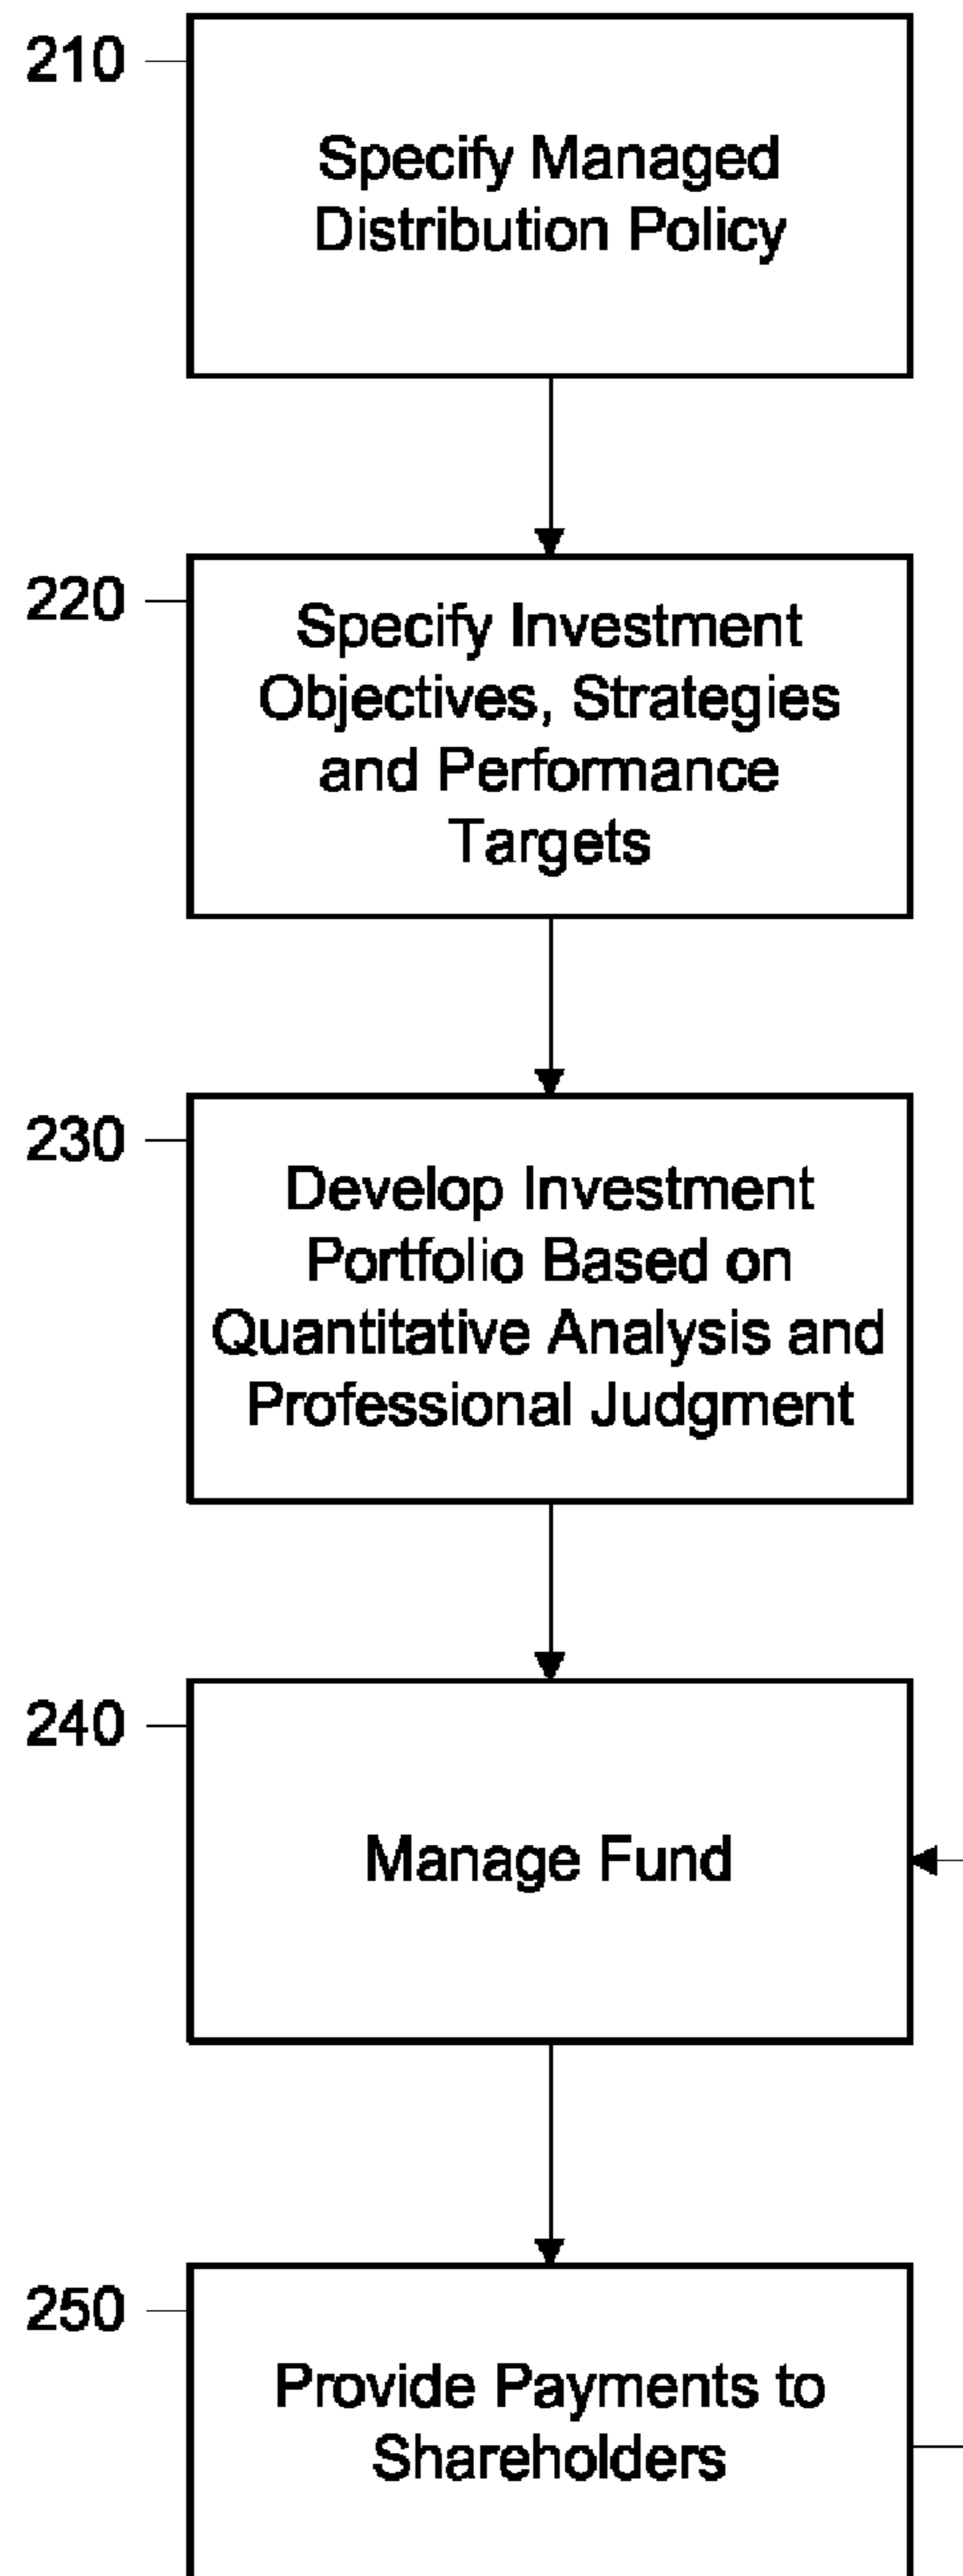 210
Specify Managed
Distribution Policy
220
Specify Investment
Objectives, Strategies
and Performance
Targets
230
Develop Investment
Portfolio Based on
Quantitative Analysis and
Professional Judgment
240
Manage Fund
250
Provide Payments to
Shareholders